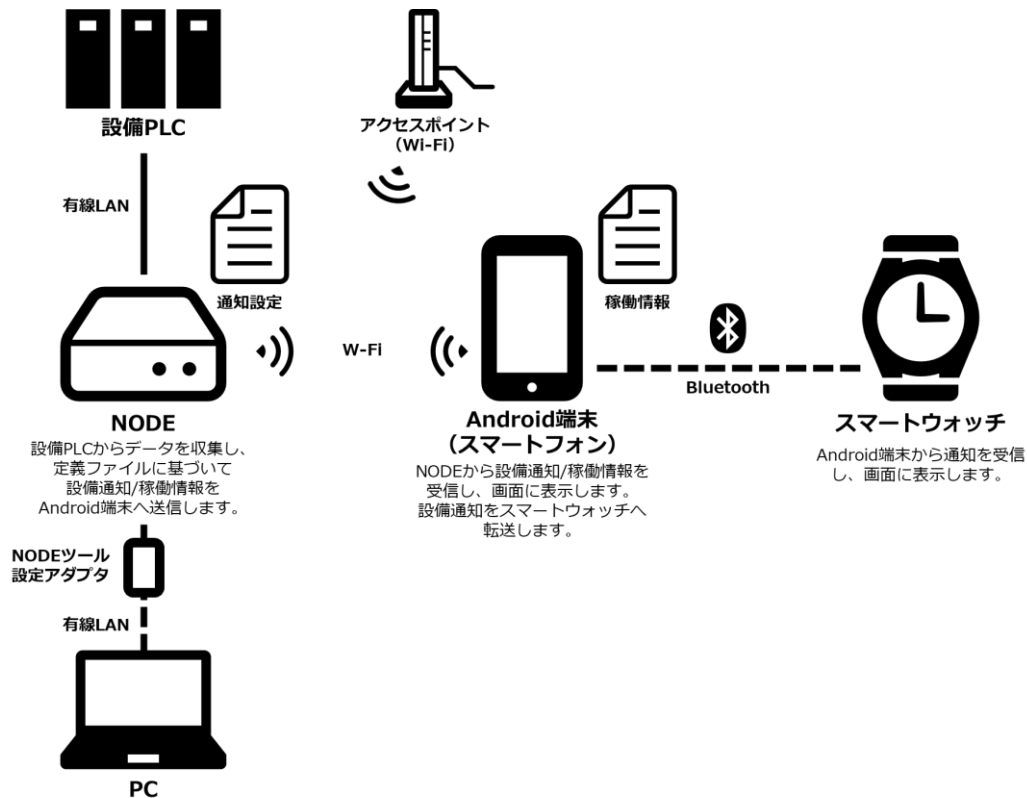 設備PLC
アクセスポイント
（Wi-Fi）
有線LAN
通知設定
稼働情報
W-Fi
Bluetooth
NODE
設備PLCからデータを収集し、
定義ファイルに基づいて
設備通知/稼働情報を
Android端末へ送信します。
Android端末
（スマートフォン）
NODEから設備通知/稼働情報を
受信し、画面に表示します。
設備通知をスマートウォッチへ
転送します。
スマートウォッチ
Android端末から通知を受信
し、画面に表示します。
NODEツール
設定アダプタ
有線LAN
PC